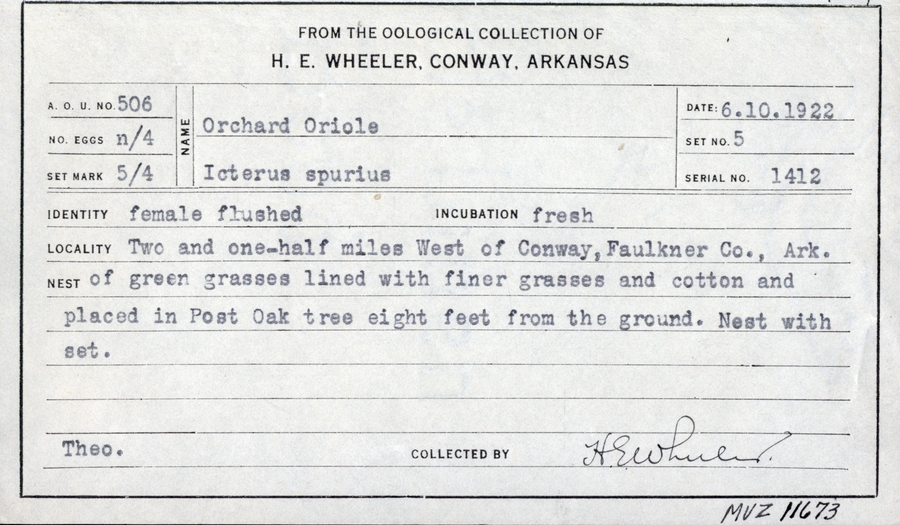 FROM THE OOLOGICAL COLLECTION OF
H. E. WHEELER, CONWAY, ARKANSAS
A. O. U. NO. 506
NO. EGGS n/4
SET MARK 5/4
NAME
Orchard Oriole
Icterus spurius
DATE: 6.10.1922
SET NO. 5
SERIAL NO. 1412
IDENTITY female flushed INCUBATION fresh
LOCALITY Two and one-half miles West of Conway, Faulkner Co., Ark.
NEST of green grasses lined with finer grasses and cotton and
placed in Post Oak tree eight feet from the ground. Nest with
set.
Theo. COLLECTED BY H.E.Wheeler.
MVZ 11673